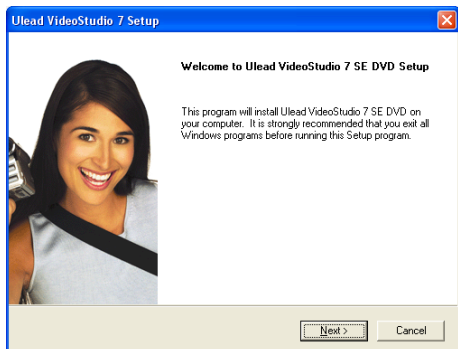 Ulead VideoStudio 7 Setup
Welcome to Ulead VideoStudio 7 SE DVD Setup
This program will install Ulead VideoStudio 7 SE DVD on
your computer. It is strongly recommended that you exit all
Windows programs before running this Setup program.
Next >
Cancel